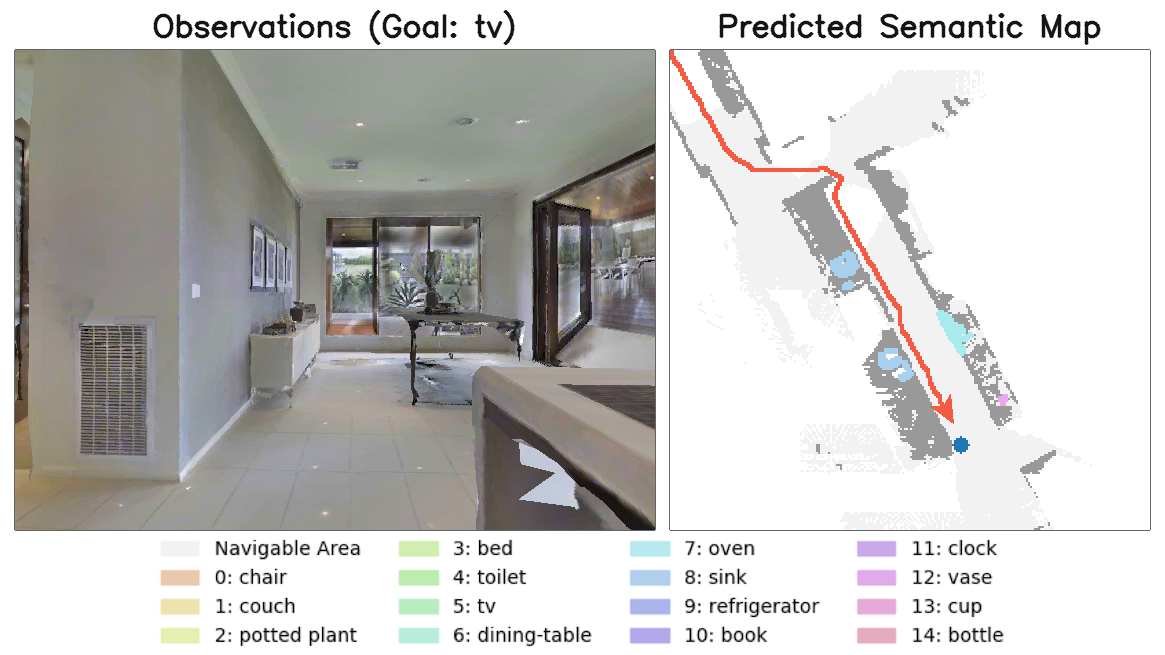 Observations (Goal: tv)
Predicted Semantic Map
Navigable Area
0: chair
1: couch
2: potted plant
3: bed
4: toilet
5: tv
6: dining-table
7: oven
8: sink
9: refrigerator
10: book
11: clock
12: vase
13: cup
14: bottle